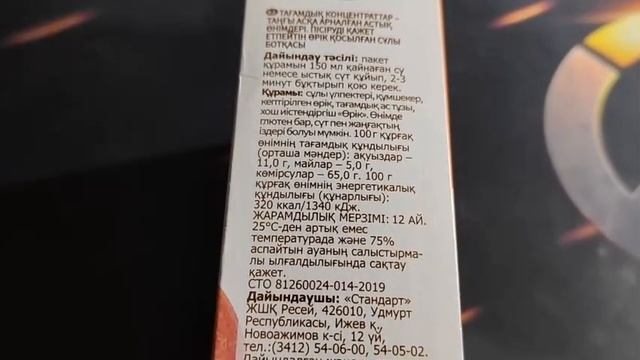 ТАҒАМДЫҚ КОНЦЕНТРАТТАР –
ТАҢҒЫ АСҚА АРНАЛҒАН АСТЫҚ
ӨНІМДЕРІ. ПІСІРУДІ ҚАЖЕТ
ЕТПЕЙТІН ӨРІК ҚОСЫЛҒАН СҰЛЫ
БОТҚАСЫ
Дайындау тәсілі: пакет
құрамын 150 мл қайнаған су
немесе ыстық сүт құйып, 2-3
минут бұқтырып қою керек.
Құрамы: сұлы үлпектері, құмшекер,
кептірілген өрік, тағамдық ас тұзы,
хош иістендіргіш «Өрік». Өнімде
глютен бар, сүт пен жаңғақтың
іздері болуы мүмкін. 100 г құрғақ
өнімнің тағамдық құндылығы
(орташа мәндер): ақуыздар –
11,0 г, майлар – 5,0 г,
көмірсулар – 65,0 г. 100 г
құрғақ өнімнің энергетикалық
құндылығы (құнарлығы):
320 ккал/1340 кДж.
ЖАРАМДЫЛЫҚ МЕРЗІМІ: 12 АЙ.
25°С-ден артық емес
температурада және 75%
аспайтын ауаның салыстырма-
лы ылғалдылығында сақтау
қажет.
СТО 81260024-014-2019
Дайындаушы: «Стандарт»
ЖШҚ Ресей, 426010, Удмурт
Республикасы, Ижев қ.,
Новоажимов к-сі, 12 үй,
тел.:(3412) 54-06-00, 54-05-02.